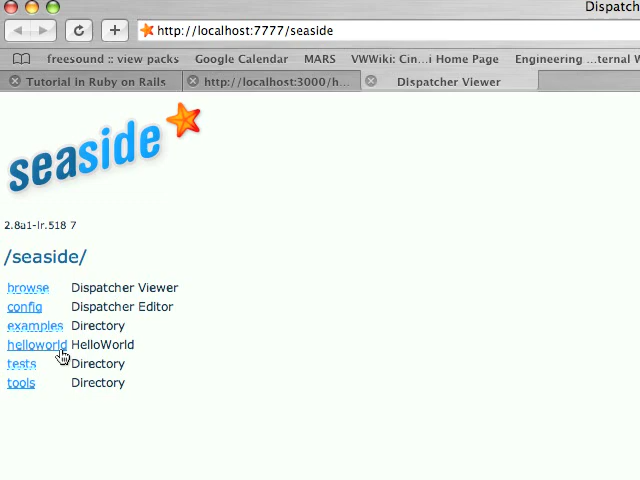 Dispatch
http://localhost:7777/seaside
freesound :: view packs Google Calendar MARS VWWiki: Cin...i Home Page Engineering ...ternal W
Tutorial in Ruby on Rails http://localhost:3000/h... Dispatcher Viewer
seaside
2.8a1-lr.518 7
/seaside/
browse Dispatcher Viewer
config Dispatcher Editor
examples Directory
helloworld HelloWorld
tests Directory
tools Directory